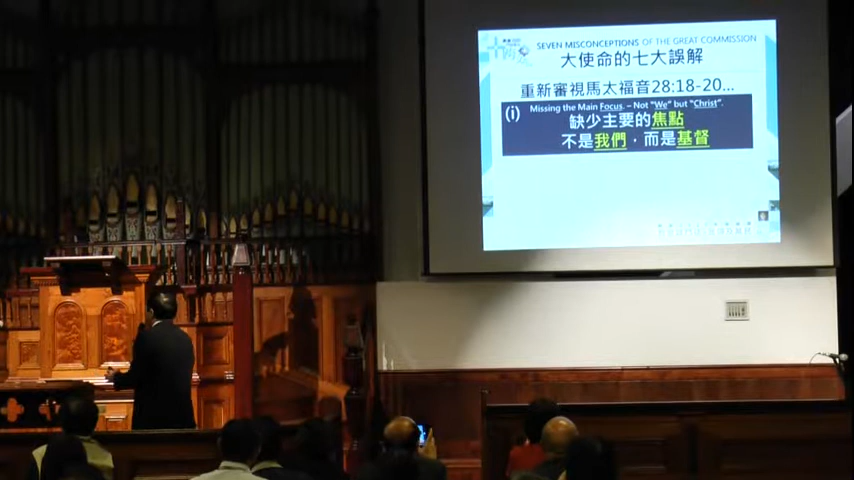 SEVEN MISCONCEPTIONS OF THE GREAT COMMISSION
大使命的七大誤解
重新審視馬太福音28:18-20...
(i) Missing the Main Focus. – Not "We" but "Christ".
缺少主要的焦點
不是我們，而是基督